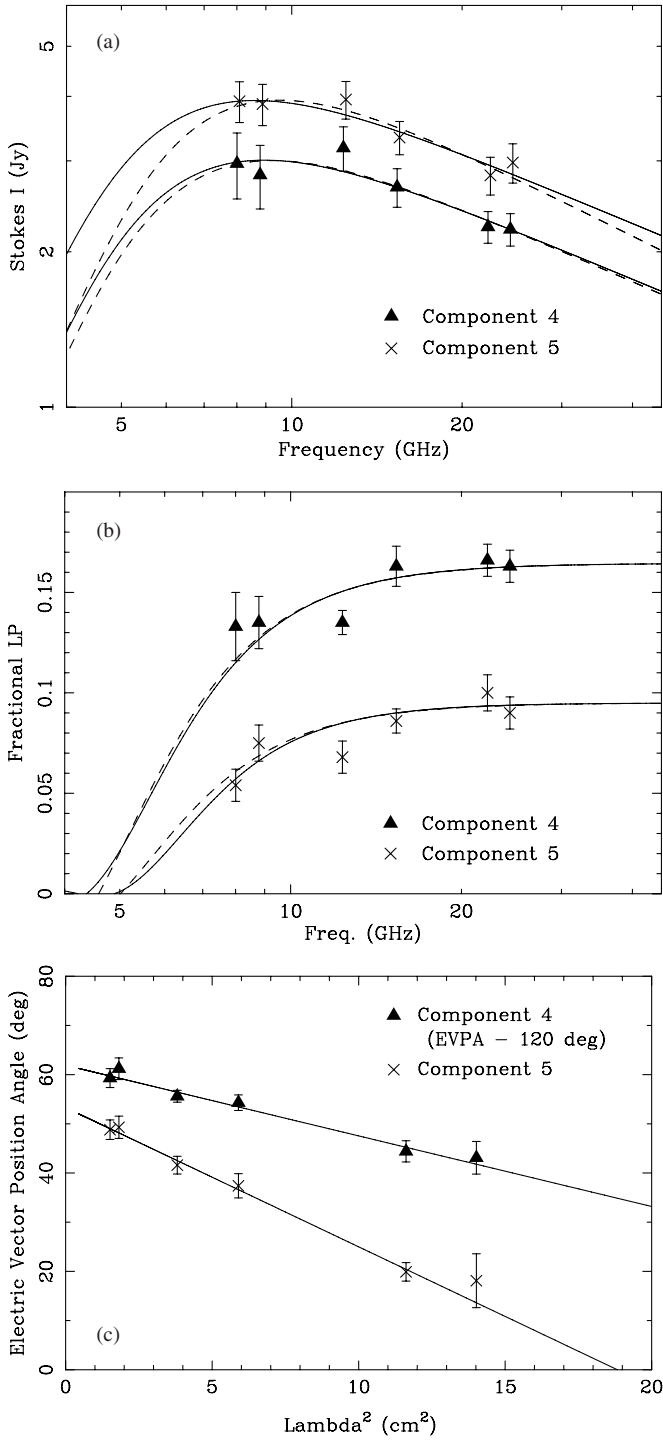 (a)
5
2
1
Stokes I (Jy)
Component 4
Component 5
5
10
20
Frequency (GHz)
(b)
0.15
0.1
0.05
0
Fractional LP
Component 4
Component 5
5
10
20
Freq. (GHz)
80
60
40
20
0
Electric Vector Position Angle (deg)
Component 4
(EVPA − 120 deg)
Component 5
(c)
0
5
10
15
20
Lambda² (cm²)